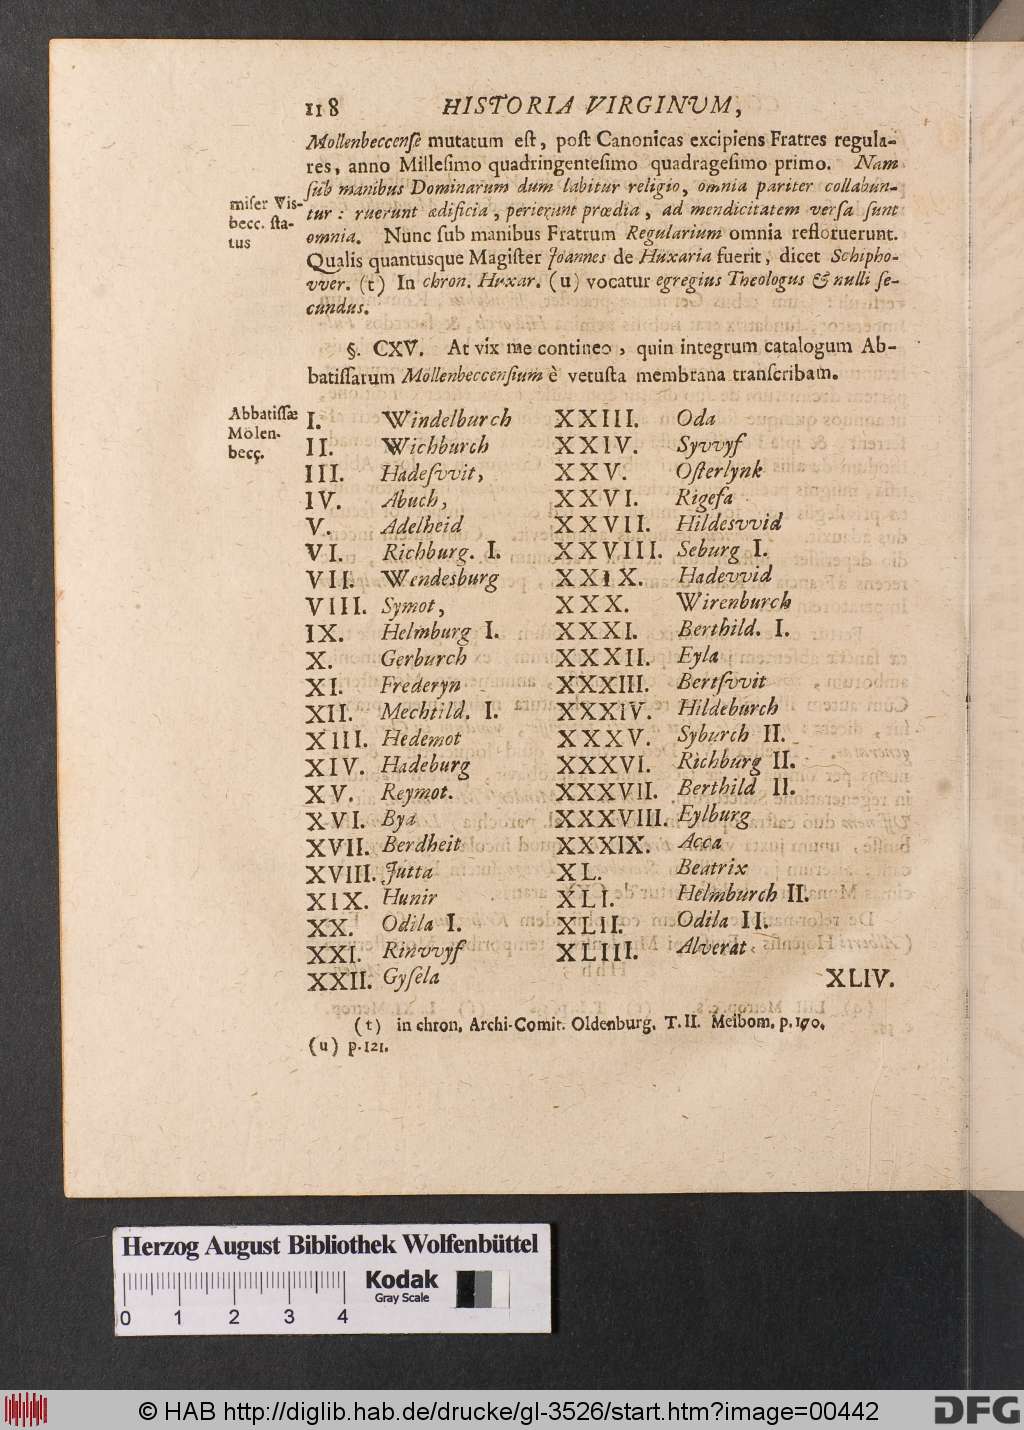 118 HISTORIA VIRGINUM,
Mollenbeccense mutatum est, post Canonicas excipiens Fratres regula-
res, anno Millesimo quadringentesimo quadragesimo primo. Nam
sub manibus Dominarum dum labitur religio, omnia pariter collabun-
miser Vis-
becc. sta-
tus
tur: ruerunt ædificia, perierunt prædia, ad mendicitatem versa sunt
omnia. Nunc sub manibus Fratrum Regularium omnia refloruerunt.
Qualis quantusque Magister Joannes de Huxaria fuerit, dicet Schipho-
vver. (t) In chron. Huxar. (u) vocatur egregius Theologus & nulli se-
cundus.
§. CXV. At vix me contineo, quin integrum catalogum Ab-
batissarum Mollenbeccensium è vetusta membrana transcribam.
Abbatissæ
Mölen-
becç.
I. Windelburch
II. Wichburch
III. Hadesvvit,
IV. Abuch,
V. Adelheid
VI. Richburg. I.
VII. Wendesburg
VIII. Symot,
IX. Helmburg I.
X. Gerburch
XI. Frederyn
XII. Mechtild. I.
XIII. Hedemot
XIV. Hadeburg
XV. Reymot.
XVI. Bya
XVII. Berdheit
XVIII. Jutta
XIX. Hunir
XX. Odila I.
XXI. Rinvvyf
XXII. Gysela
XXIII. Oda
XXIV. Syvvyf
XXV. Osterlynk
XXVI. Rigesa
XXVII. Hildesvvid
XXVIII. Seburg I.
XXIX. Hadevvid
XXX. Wirenburch
XXXI. Berthild. I.
XXXII. Eyla
XXXIII. Bertsvvit
XXXIV. Hildeburch
XXXV. Syburch II.
XXXVI. Richburg II.
XXXVII. Berthild II.
XXXVIII. Eylburg
XXXIX. Acca
XL. Beatrix
XLI. Helmburch II.
XLII. Odila II.
XLIII. Alverat
XLIV.
(t) in chron. Archi-Comit. Oldenburg. T. II. Meibom. p. 170.
(u) p. 121.
Herzog August Bibliothek Wolfenbüttel
Kodak
Gray Scale
0 1 2 3 4
© HAB http://diglib.hab.de/drucke/gl-3526/start.htm?image=00442
DFG